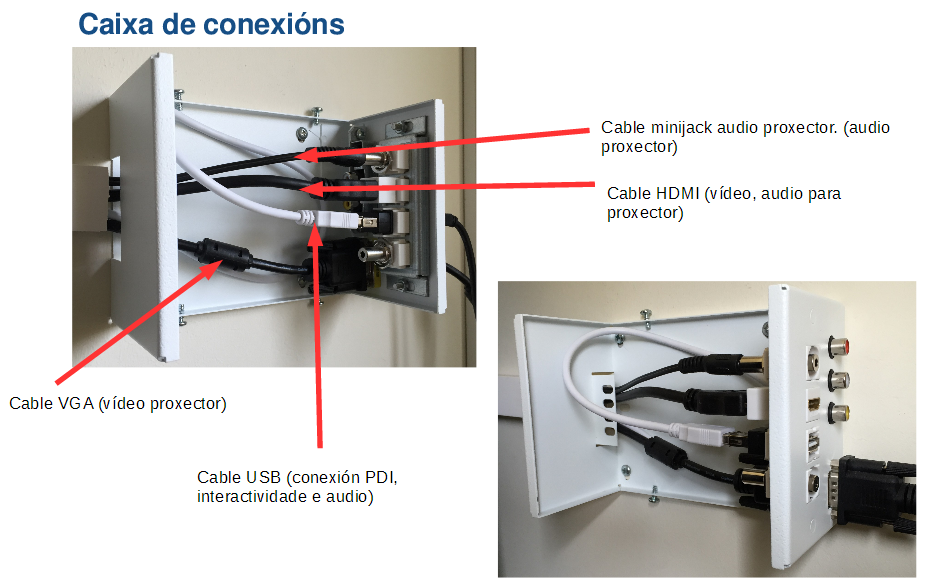 Caixa de conexións
Cable minijack audio proxector. (audio
proxector)
Cable HDMI (vídeo, audio para
proxector)
Cable VGA (vídeo proxector)
Cable USB (conexión PDI,
interactividade e audio)